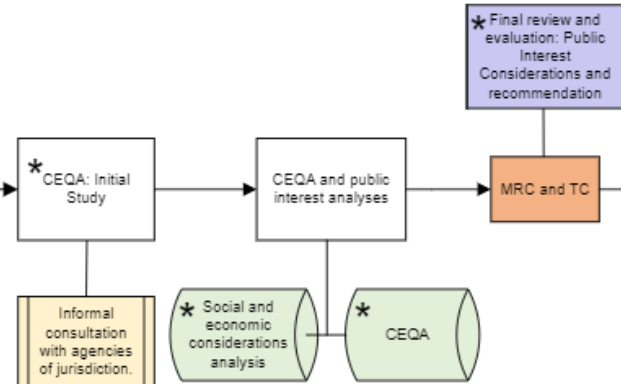 * Final review and
evaluation: Public
Interest
Considerations and
recommendation
* CEQA: Initial
Study
CEQA and public
interest analyses
MRC and TC
Informal
consultation
with agencies
of jurisdiction.
* Social and
economic
considerations
analysis
* CEQA